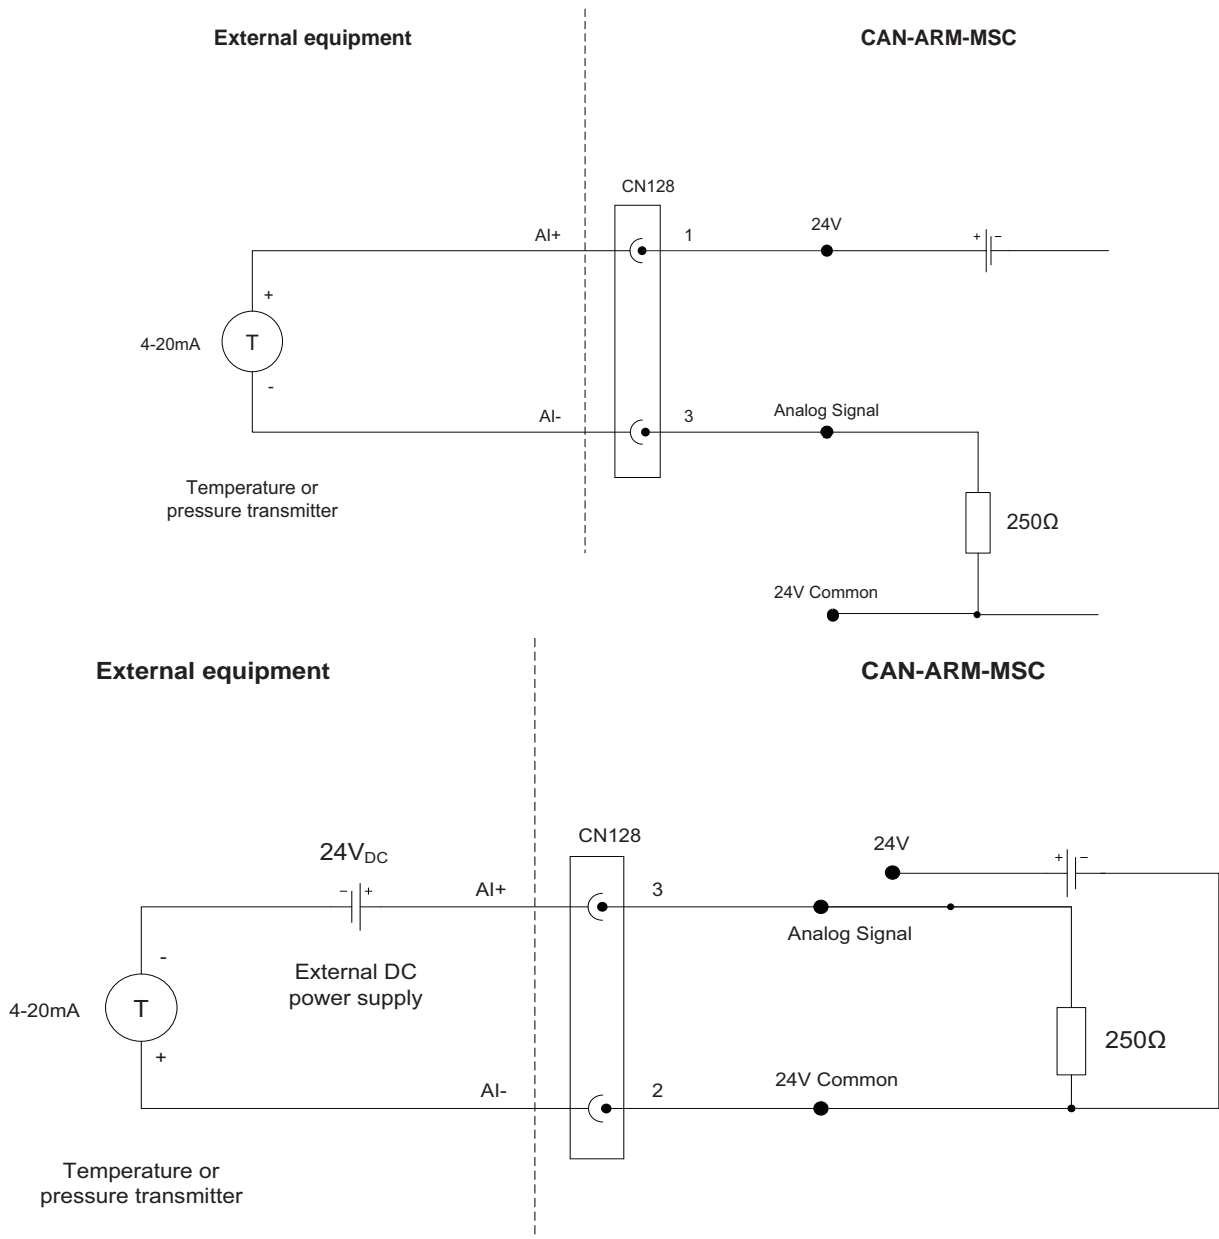 External equipment
CAN-ARM-MSC
CN128
AI+
1
24V
+
−
+
4-20mA
T
-
AI-
3
Analog Signal
Temperature or
pressure transmitter
250Ω
24V Common
External equipment
CAN-ARM-MSC
CN128
24V
24VDC
+
−
−
+
AI+
3
Analog Signal
-
External DC
power supply
4-20mA
T
250Ω
+
AI-
2
24V Common
Temperature or
pressure transmitter